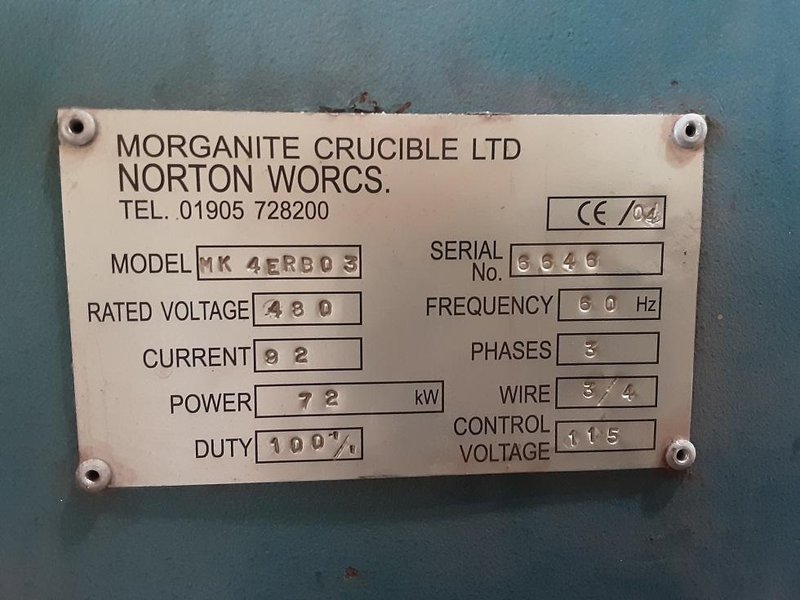 MORGANITE CRUCIBLE LTD
NORTON WORCS.
TEL. 01905 728200
CE /04
MODEL MK 4ERB03
SERIAL No. 6646
RATED VOLTAGE 480
FREQUENCY 60 Hz
CURRENT 92
PHASES 3
POWER 72 kW
WIRE 3/4
DUTY 100%
CONTROL VOLTAGE 115